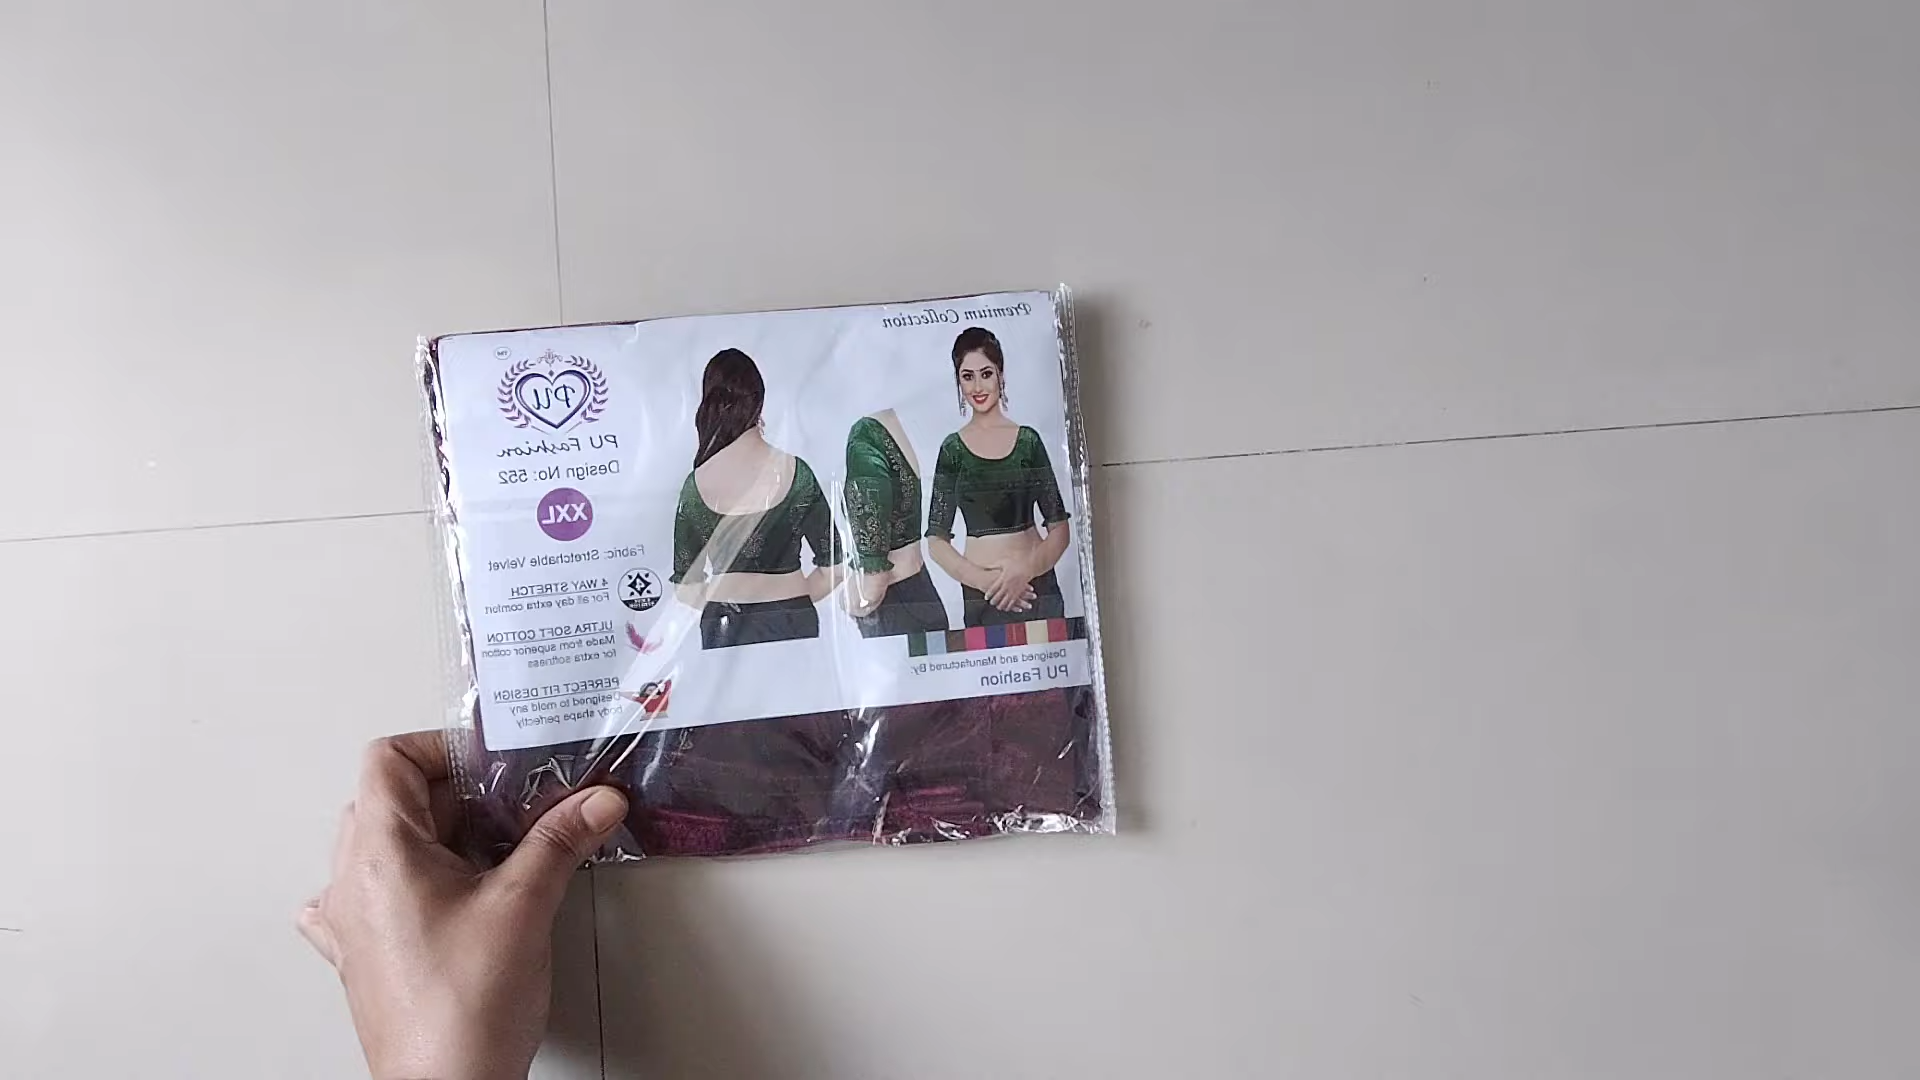 Premium Collection
TM
PU
PU Fashion
Design No: 552
XXL
Fabric: Stretchable Velvet
4 WAY STRETCH
For all day extra comfort
4
ULTRA SOFT COTTON
Made from superior cotton
for extra softness
PERFECT FIT DESIGN
Designed to mold any
body shape perfectly
Designed and Manufactured By:
PU Fashion